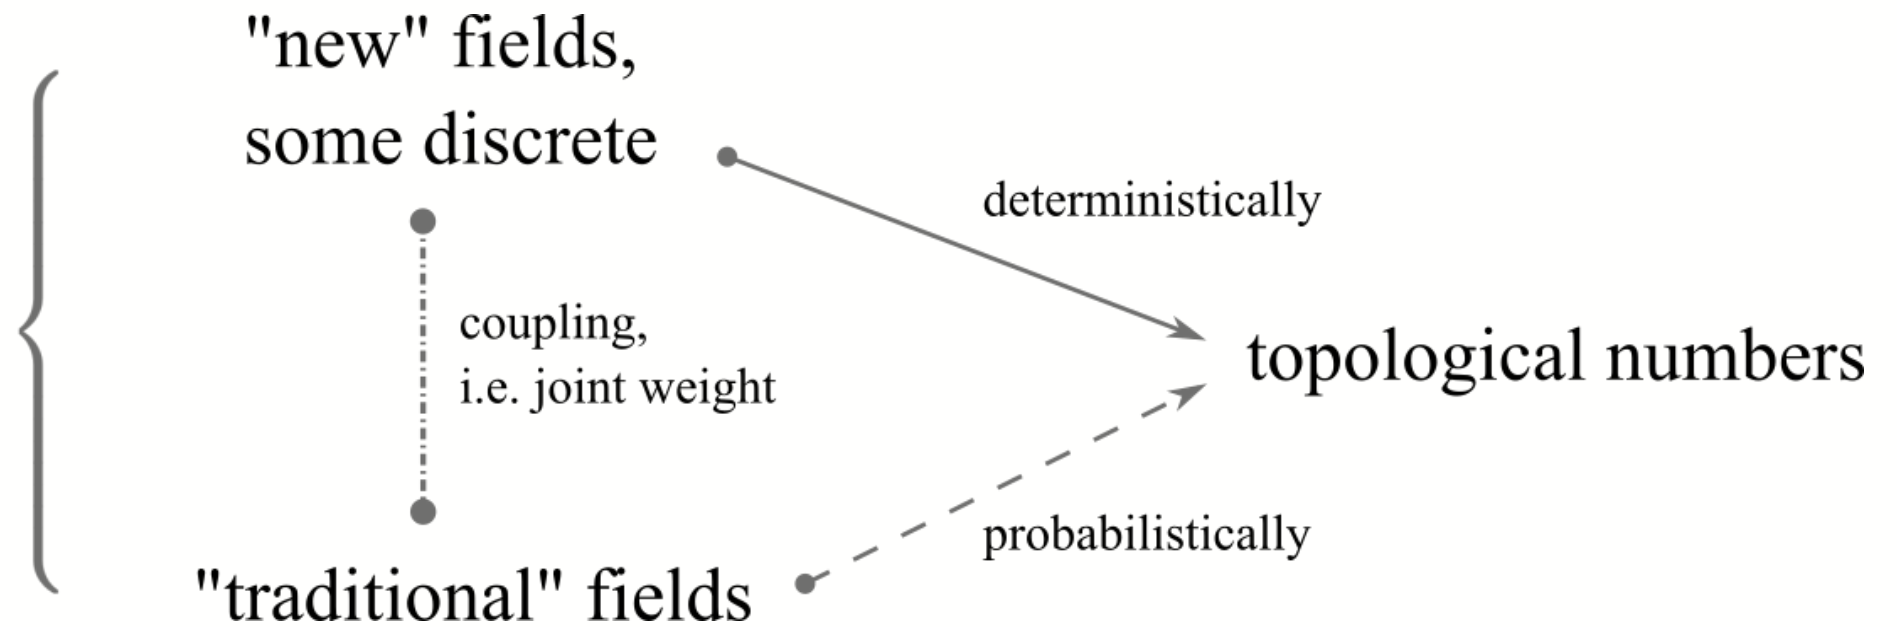 "new" fields,
some discrete
deterministically
coupling,
i.e. joint weight
topological numbers
probabilistically
"traditional" fields